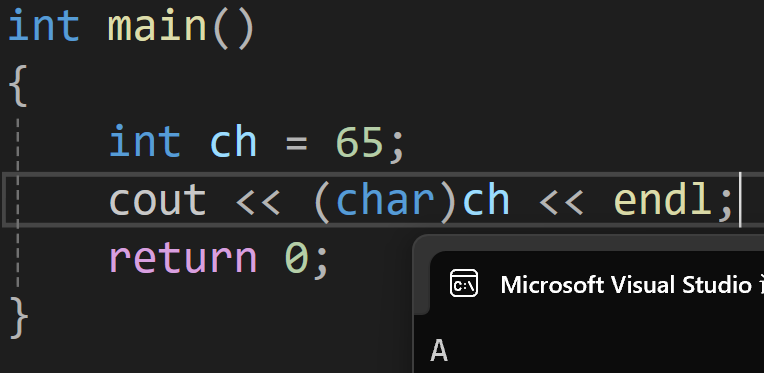 int main()
{
    int ch = 65;
    cout << (char)ch << endl;
    return 0;
}
Microsoft Visual Studio
A